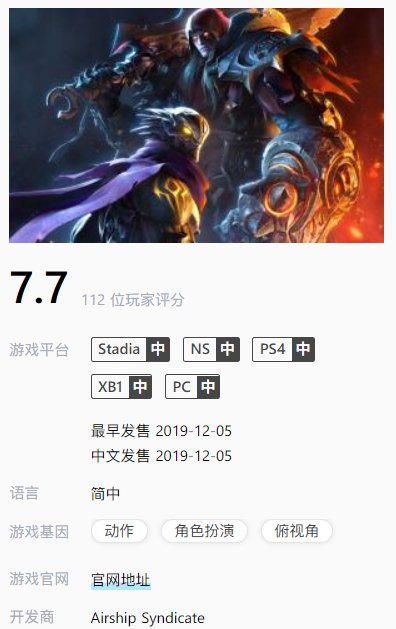 7.7 112 位玩家评分
游戏平台 Stadia 中 NS 中 PS4 中
XB1 中 PC 中
最早发售 2019-12-05
中文发售 2019-12-05
语言 简中
游戏基因 动作 角色扮演 俯视角
游戏官网 官网地址
开发商 Airship Syndicate